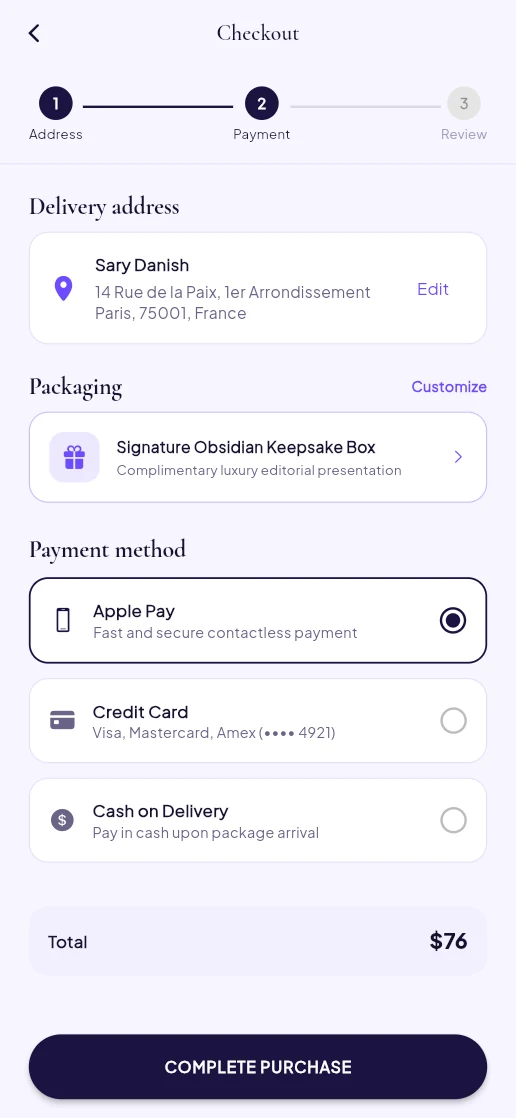 Checkout
1
2
3
Address
Payment
Review
Delivery address
Sary Danish
14 Rue de la Paix, 1er Arrondissement
Paris, 75001, France
Edit
Packaging
Customize
Signature Obsidian Keepsake Box
Complimentary luxury editorial presentation
Payment method
Apple Pay
Fast and secure contactless payment
Credit Card
Visa, Mastercard, Amex (•••• 4921)
$
Cash on Delivery
Pay in cash upon package arrival
Total
$76
COMPLETE PURCHASE